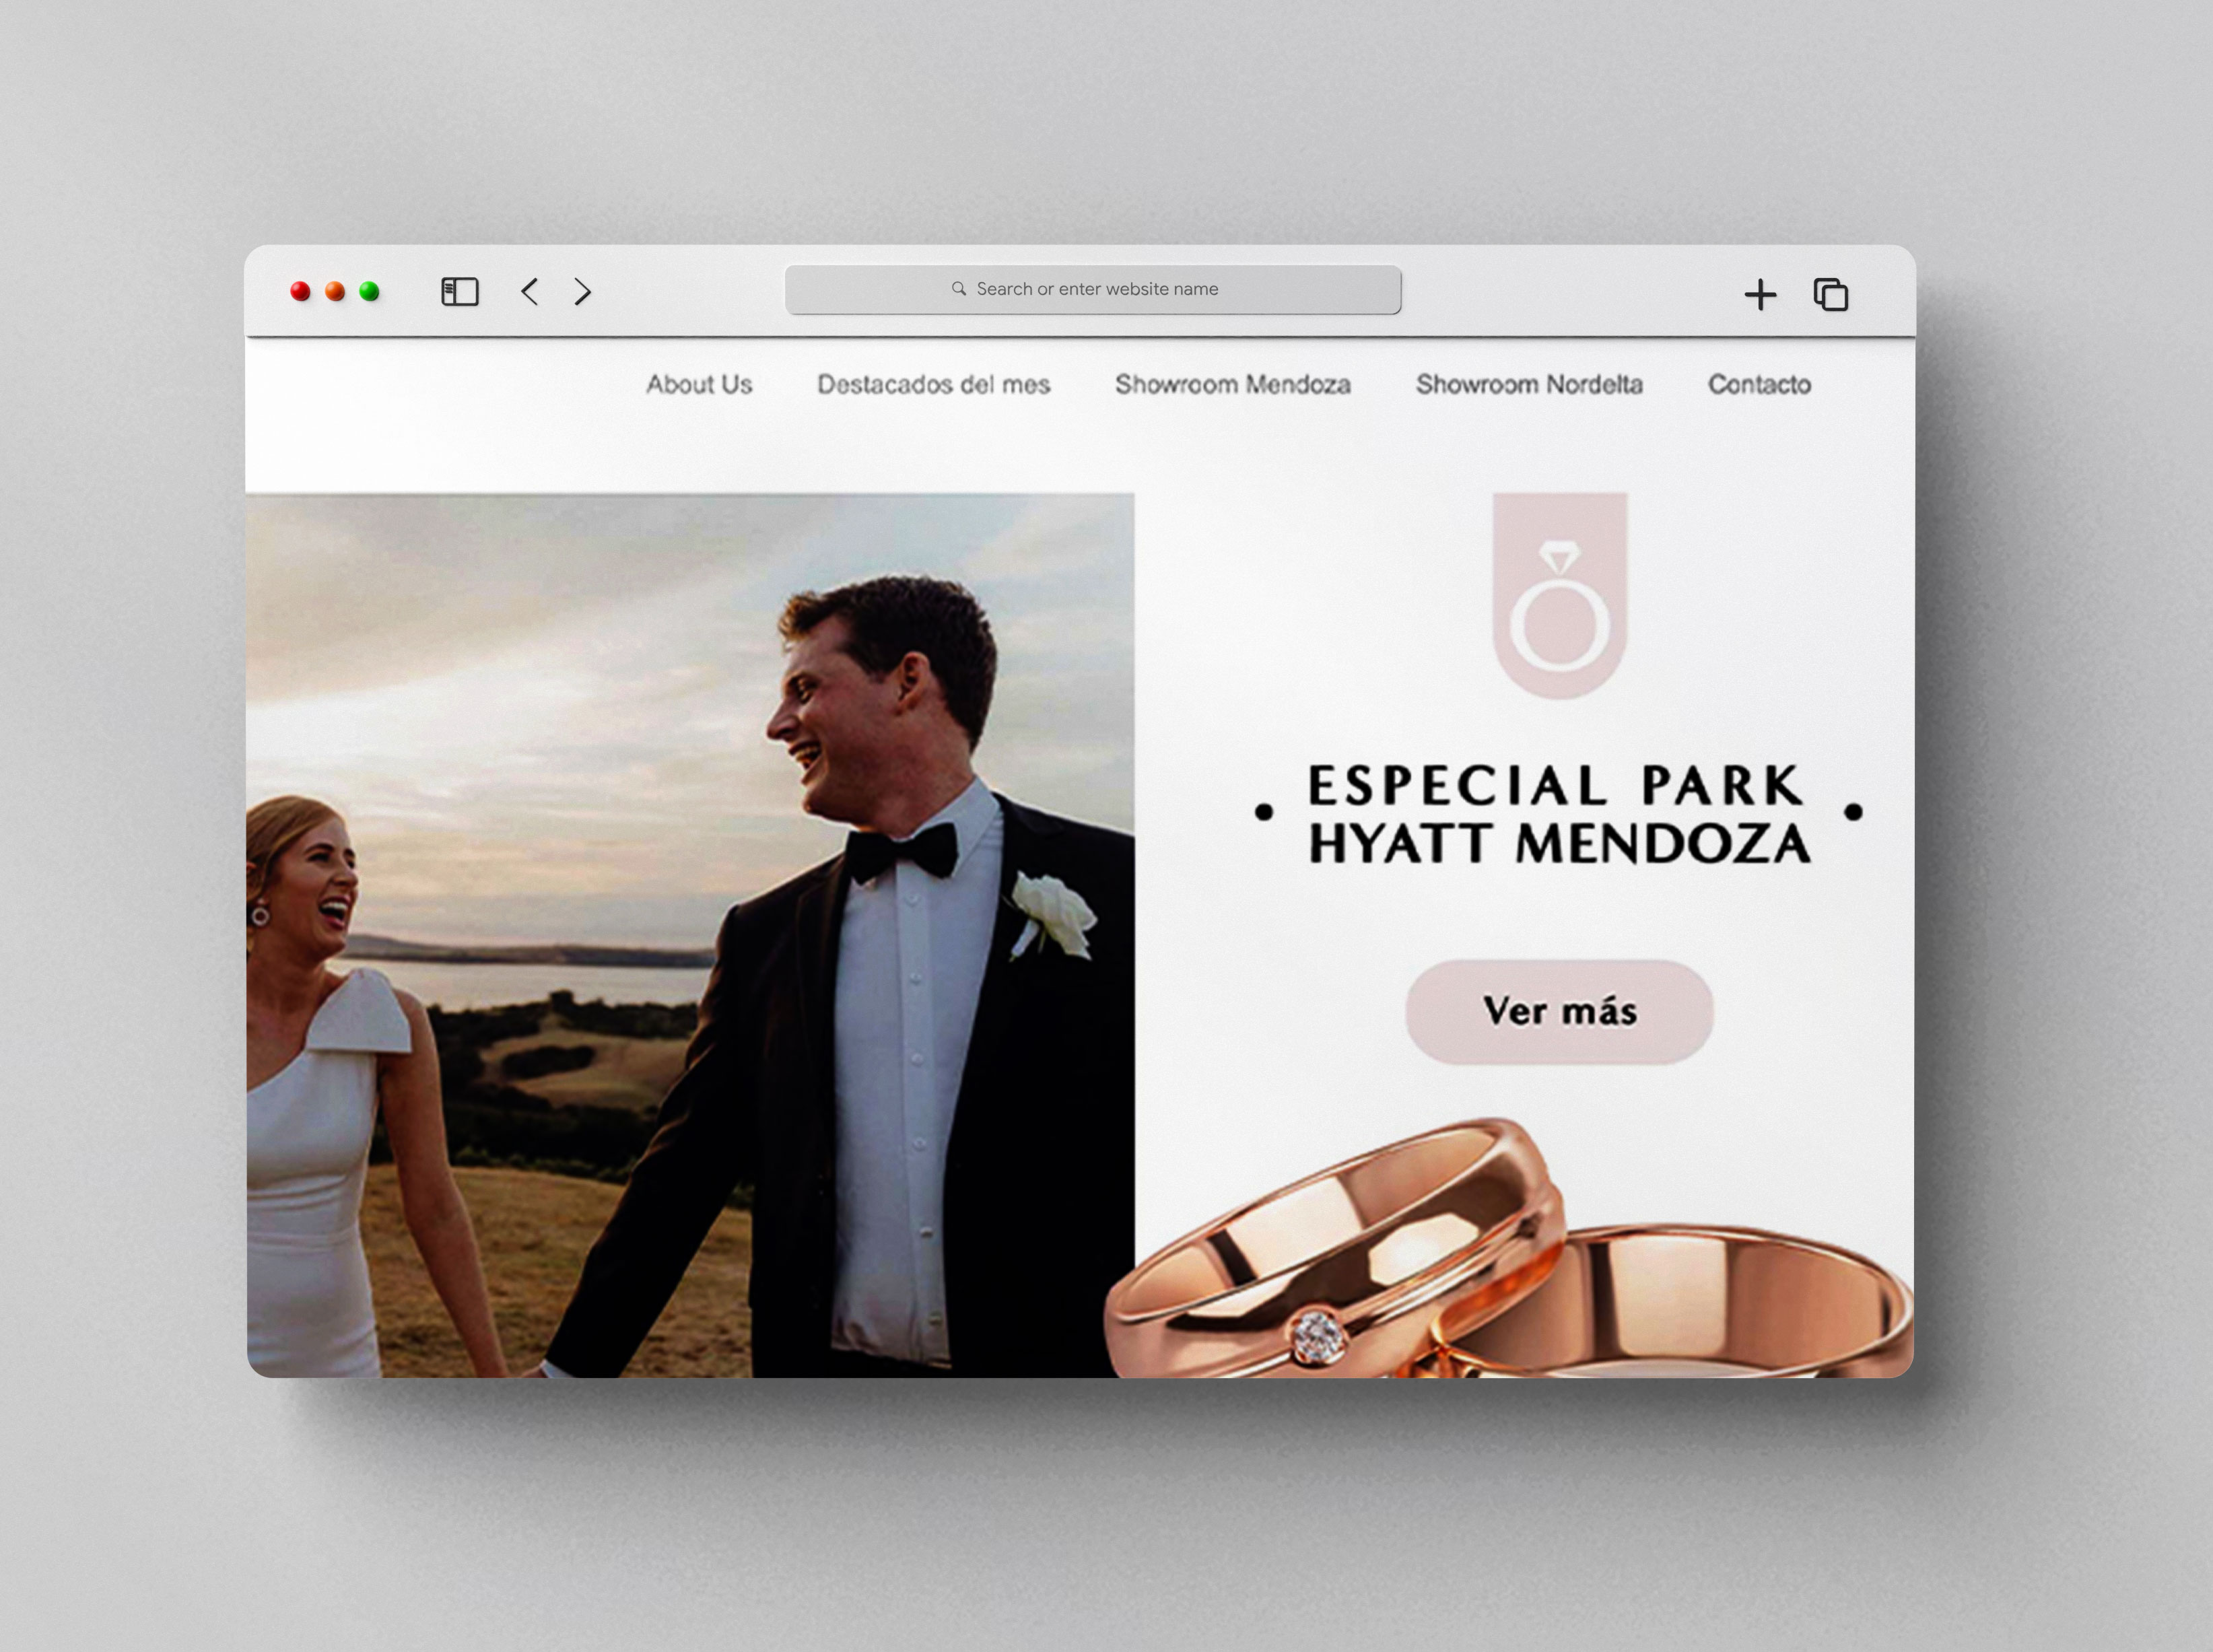 Search or enter website name
About Us Destacados del mes Showroom Mendoza Showroom Nordelta Contacto
ESPECIAL PARK
HYATT MENDOZA
Ver más